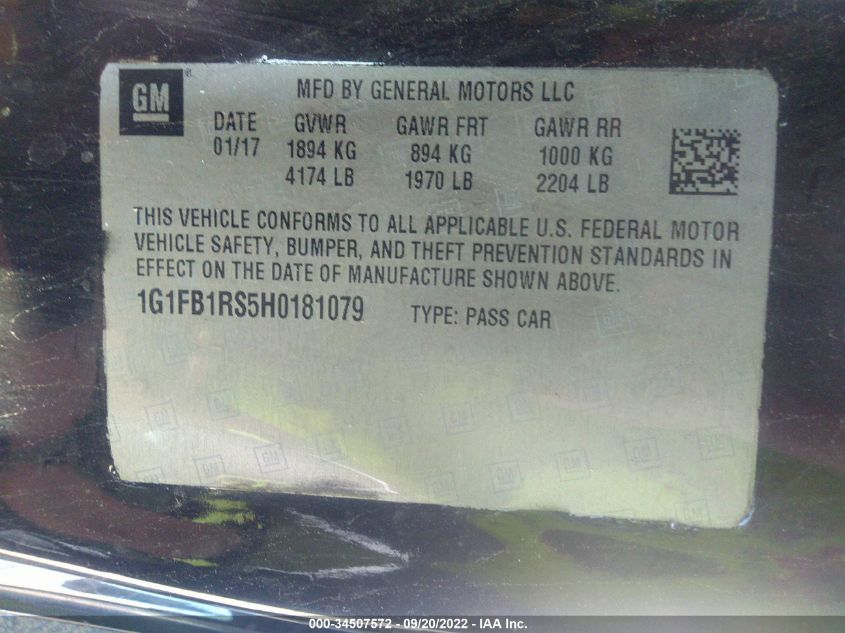 GM ®
MFD BY GENERAL MOTORS LLC
DATE GVWR GAWR FRT GAWR RR
01/17 1894 KG 894 KG 1000 KG
4174 LB 1970 LB 2204 LB
THIS VEHICLE CONFORMS TO ALL APPLICABLE U.S. FEDERAL MOTOR
VEHICLE SAFETY, BUMPER, AND THEFT PREVENTION STANDARDS IN
EFFECT ON THE DATE OF MANUFACTURE SHOWN ABOVE.
1G1FB1RS5H0181079 TYPE: PASS CAR
000-34507572 - 09/20/2022 - IAA Inc.